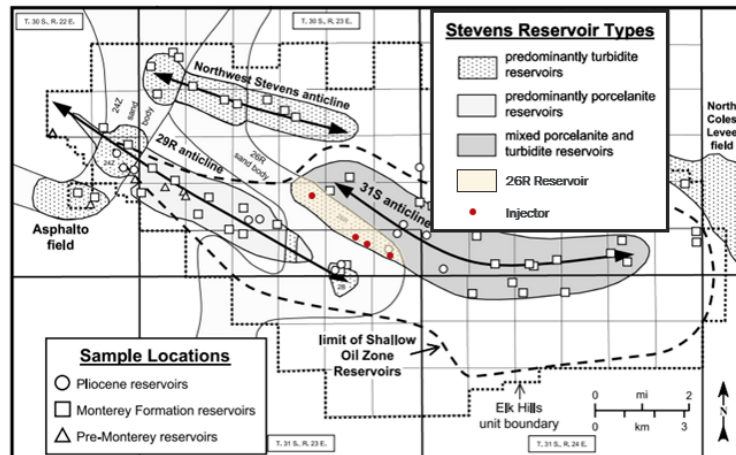 T. 30 S., R. 22 E.
T. 30 S., R. 23 E.
Stevens Reservoir Types
predominantly turbidite
reservoirs
predominantly porcelanite
reservoirs
mixed porcelanite and
turbidite reservoirs
26R Reservoir
Injector
Northwest Stevens anticline
24Z
sand
body
29R anticline
26R
sand body
31S anticline
24Z
2B
North
Coles
Levee
field
Asphalto
field
limit of Shallow
Oil Zone
Reservoirs
Elk Hills
unit boundary
Sample Locations
Pliocene reservoirs
Monterey Formation reservoirs
Pre-Monterey reservoirs
0 mi 2
0 km 3
N
T. 31 S., R. 23 E.
T. 31 S., R. 24 E.